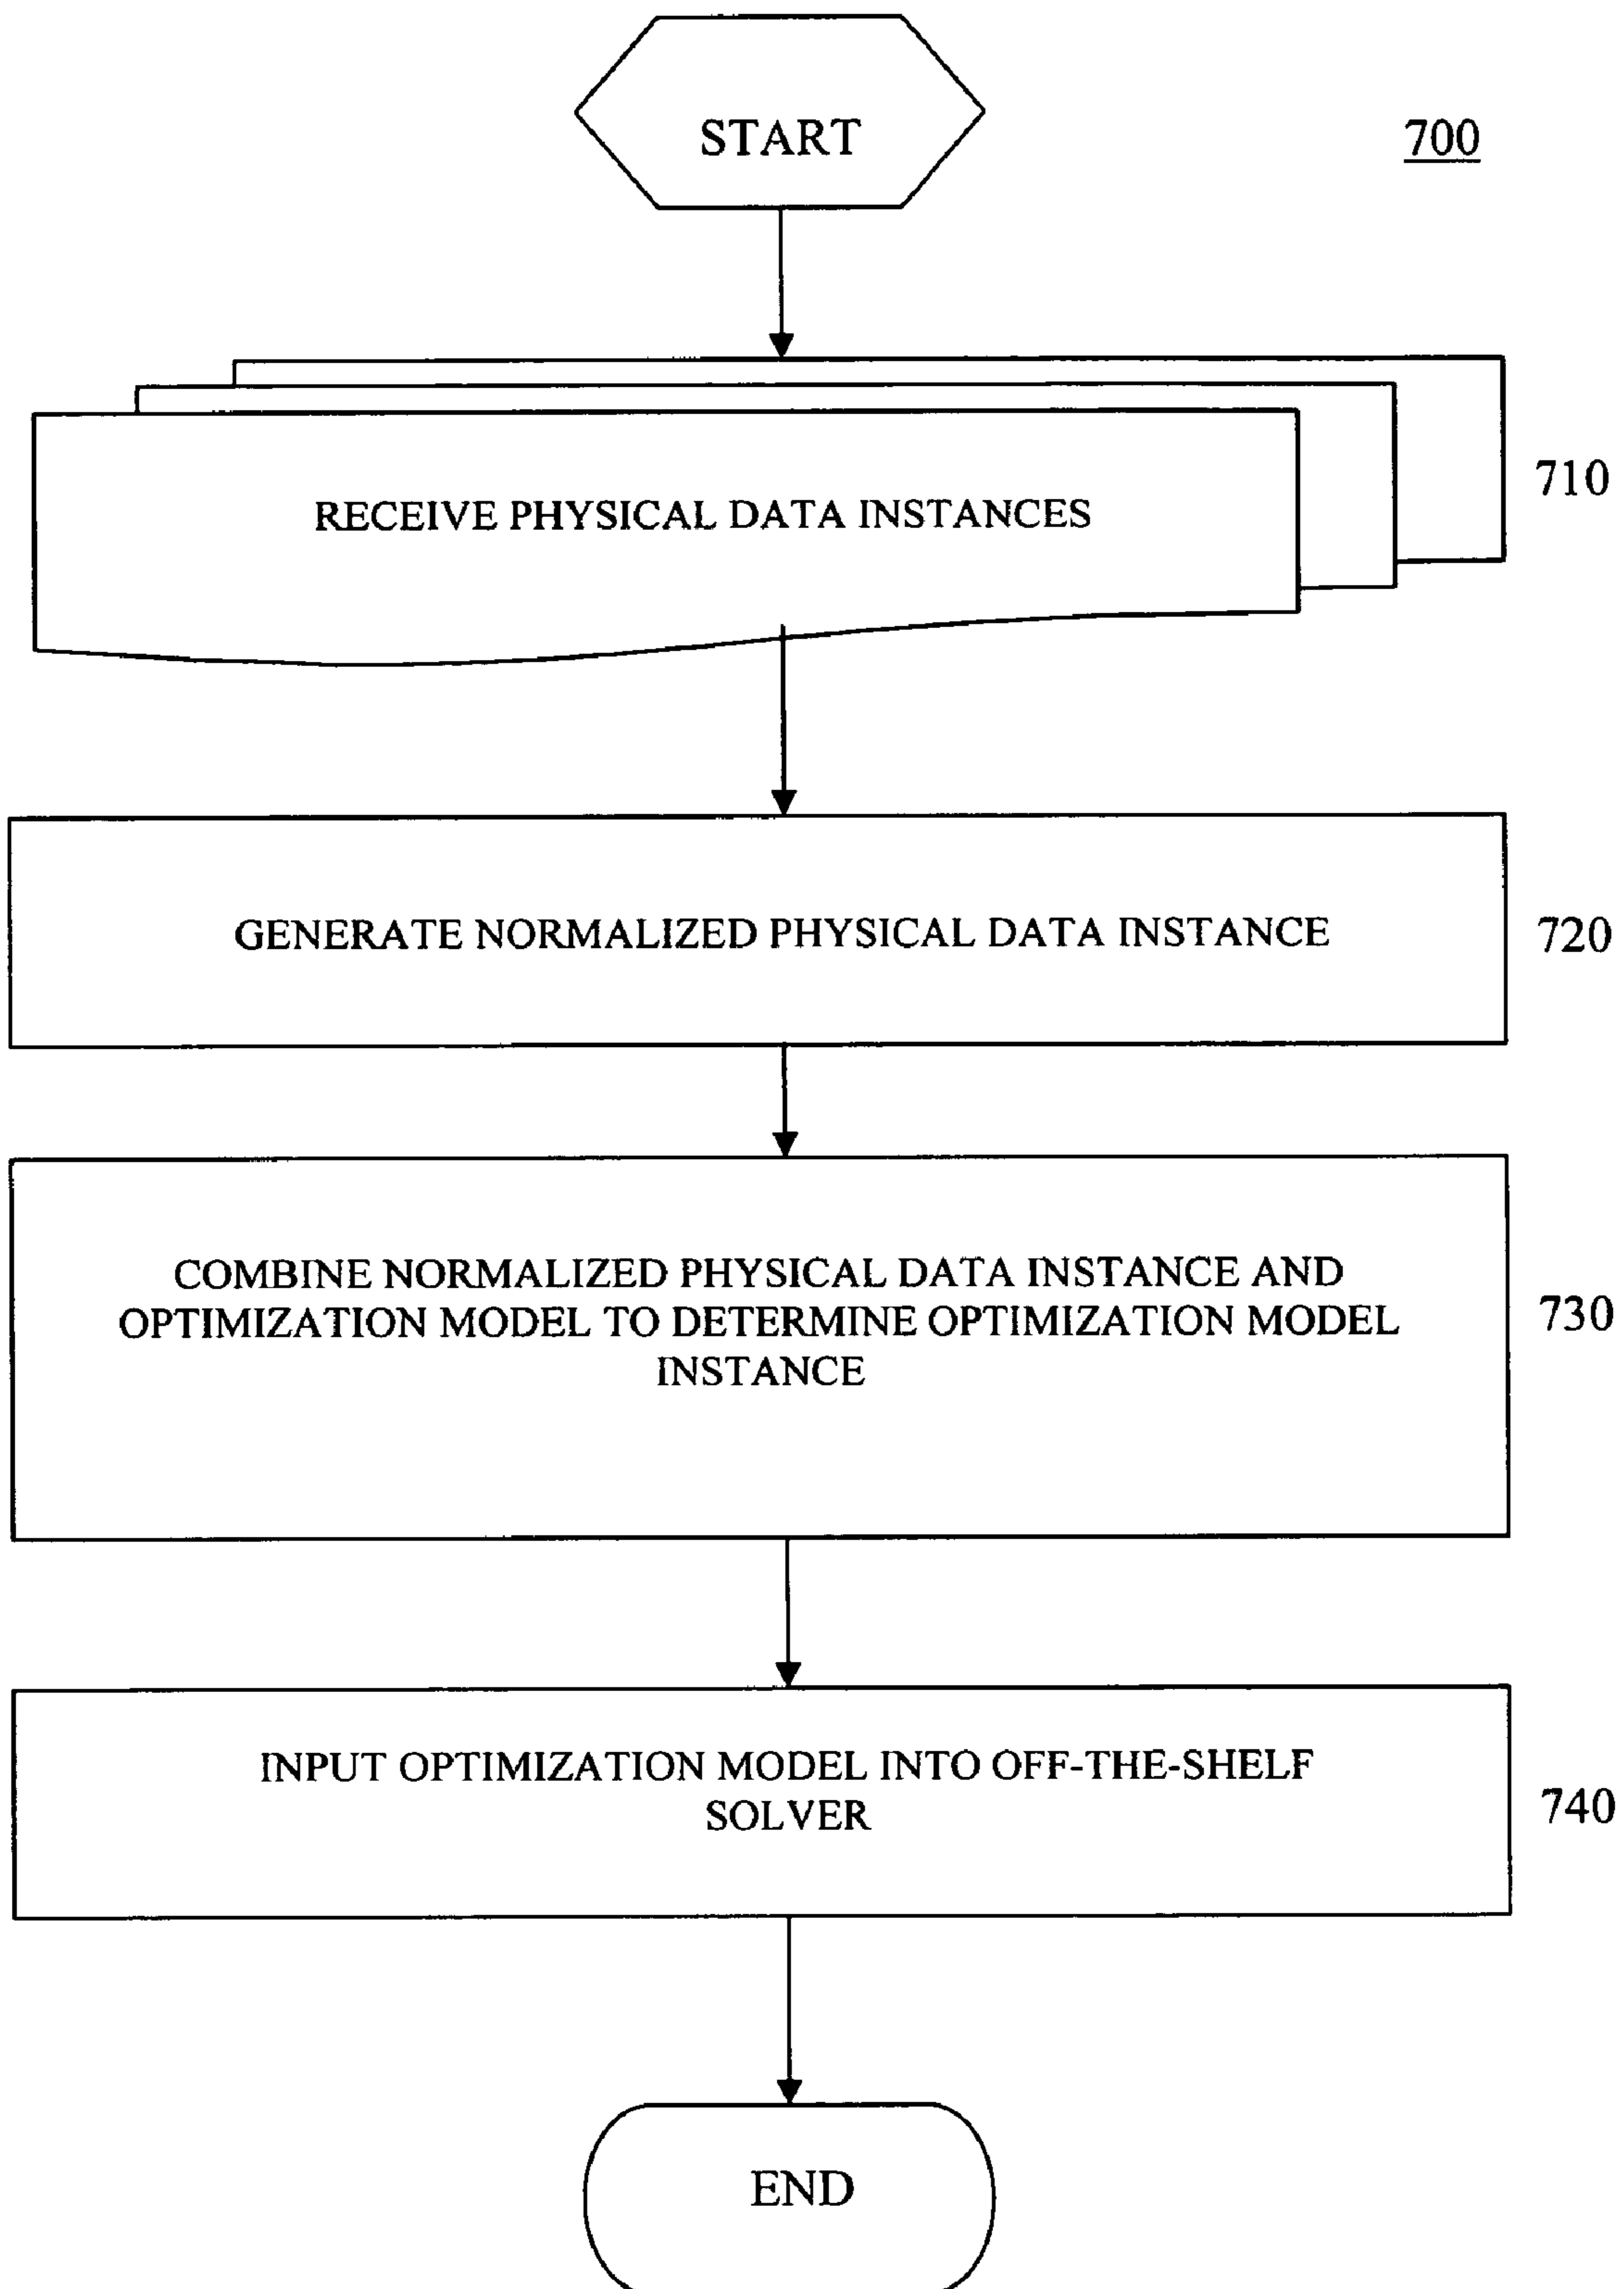 START
700
RECEIVE PHYSICAL DATA INSTANCES
710
GENERATE NORMALIZED PHYSICAL DATA INSTANCE
720
COMBINE NORMALIZED PHYSICAL DATA INSTANCE AND
OPTIMIZATION MODEL TO DETERMINE OPTIMIZATION MODEL
INSTANCE
730
INPUT OPTIMIZATION MODEL INTO OFF-THE-SHELF
SOLVER
740
END